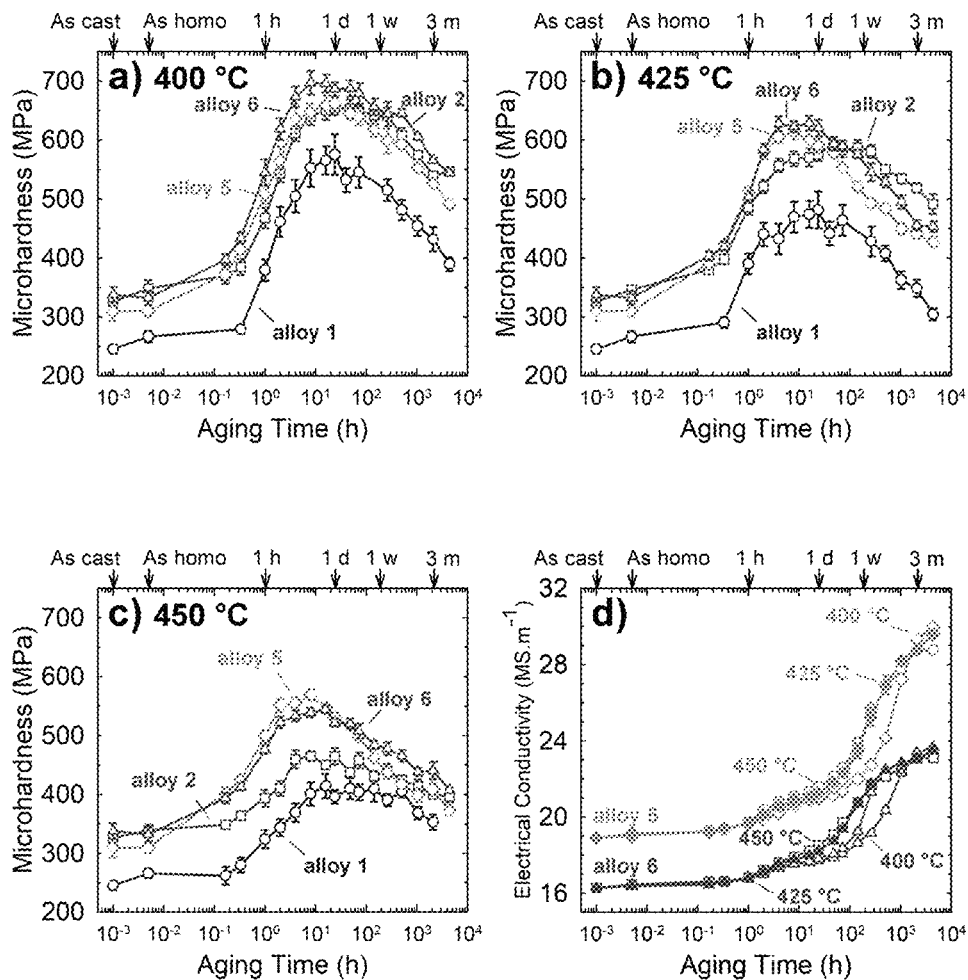 As cast As homo 1 h 1 d 1 w 3 m
a) 400 °C
700
600
500
400
300
200
Microhardness (MPa)
alloy 6
alloy 2
alloy 5
alloy 1
10⁻³ 10⁻² 10⁻¹ 10⁰ 10¹ 10² 10³ 10⁴
Aging Time (h)
As cast As homo 1 h 1 d 1 w 3 m
b) 425 °C
700
600
500
400
300
200
Microhardness (MPa)
alloy 6
alloy 5
alloy 2
alloy 1
10⁻³ 10⁻² 10⁻¹ 10⁰ 10¹ 10² 10³ 10⁴
Aging Time (h)
As cast As homo 1 h 1 d 1 w 3 m
c) 450 °C
700
600
500
400
300
200
Microhardness (MPa)
alloy 5
alloy 6
alloy 2
alloy 1
10⁻³ 10⁻² 10⁻¹ 10⁰ 10¹ 10² 10³ 10⁴
Aging Time (h)
As cast As homo 1 h 1 d 1 w 3 m
d)
32
28
24
20
16
Electrical Conductivity (MS.m⁻¹)
400 °C
425 °C
450 °C
alloy 5
alloy 6
450 °C
400 °C
425 °C
10⁻³ 10⁻² 10⁻¹ 10⁰ 10¹ 10² 10³ 10⁴
Aging Time (h)